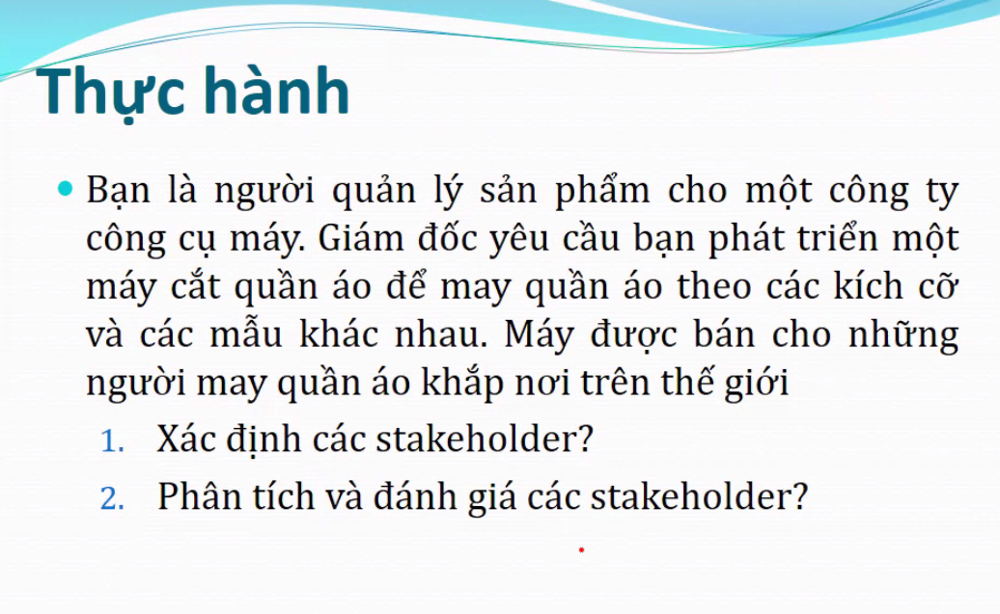 Thực hành
Bạn là người quản lý sản phẩm cho một công ty
công cụ máy. Giám đốc yêu cầu bạn phát triển một
máy cắt quần áo để may quần áo theo các kích cỡ
và các mẫu khác nhau. Máy được bán cho những
người may quần áo khắp nơi trên thế giới
1. Xác định các stakeholder?
2. Phân tích và đánh giá các stakeholder?